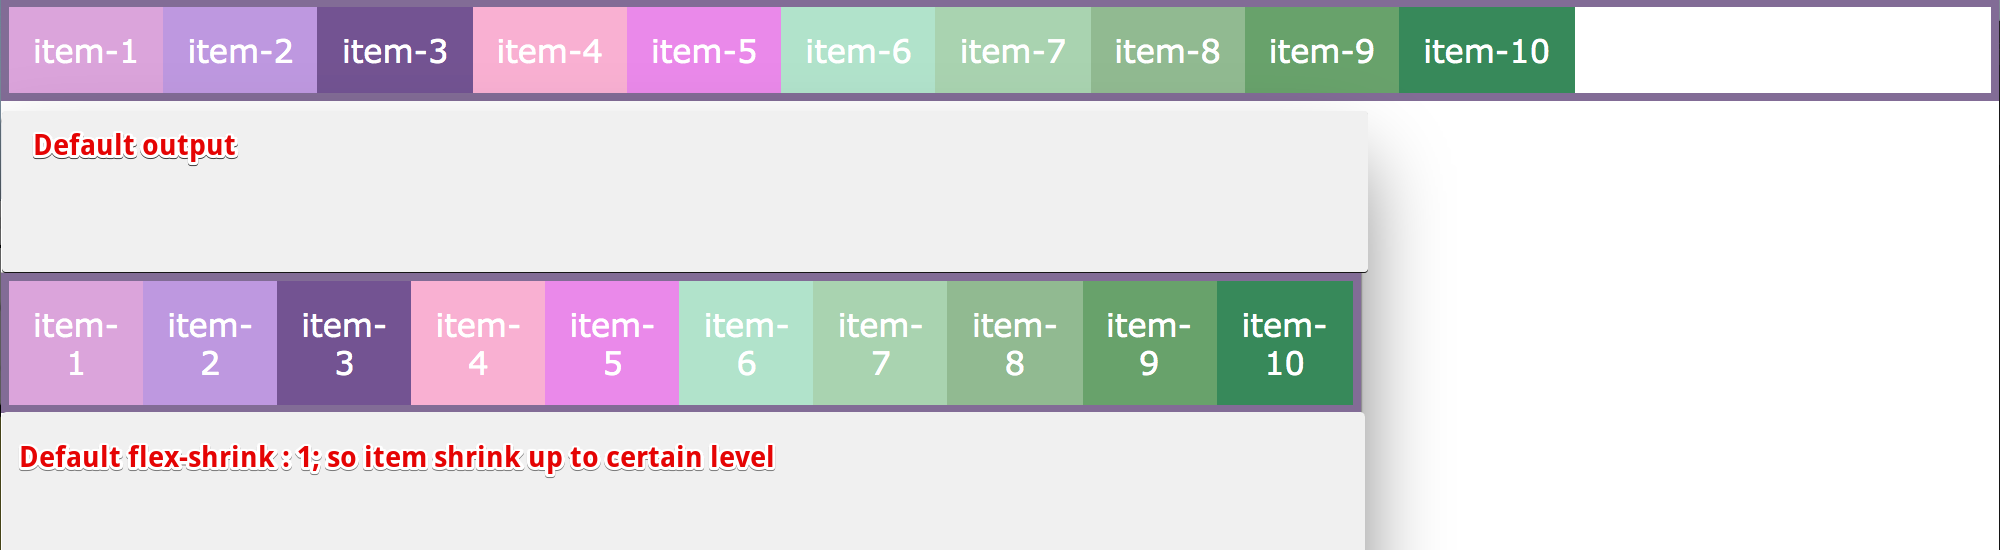 item-1 item-2 item-3 item-4 item-5 item-6 item-7 item-8 item-9 item-10
Default output
item- item- item- item- item- item- item- item- item- item-
1 2 3 4 5 6 7 8 9 10
Default flex-shrink : 1; so item shrink up to certain level